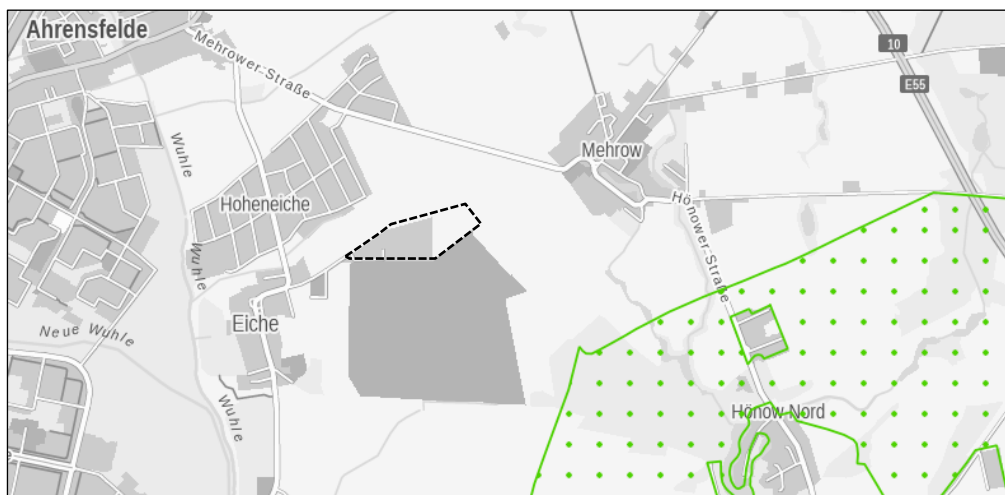 Ahrensfelde
Mehrower-Straße
10
E55
Wuhle
Mehrow
Hoheneiche
Hönower-Straße
Wuhle
Eiche
Neue Wuhle
Wuhle
Hönow-Nord